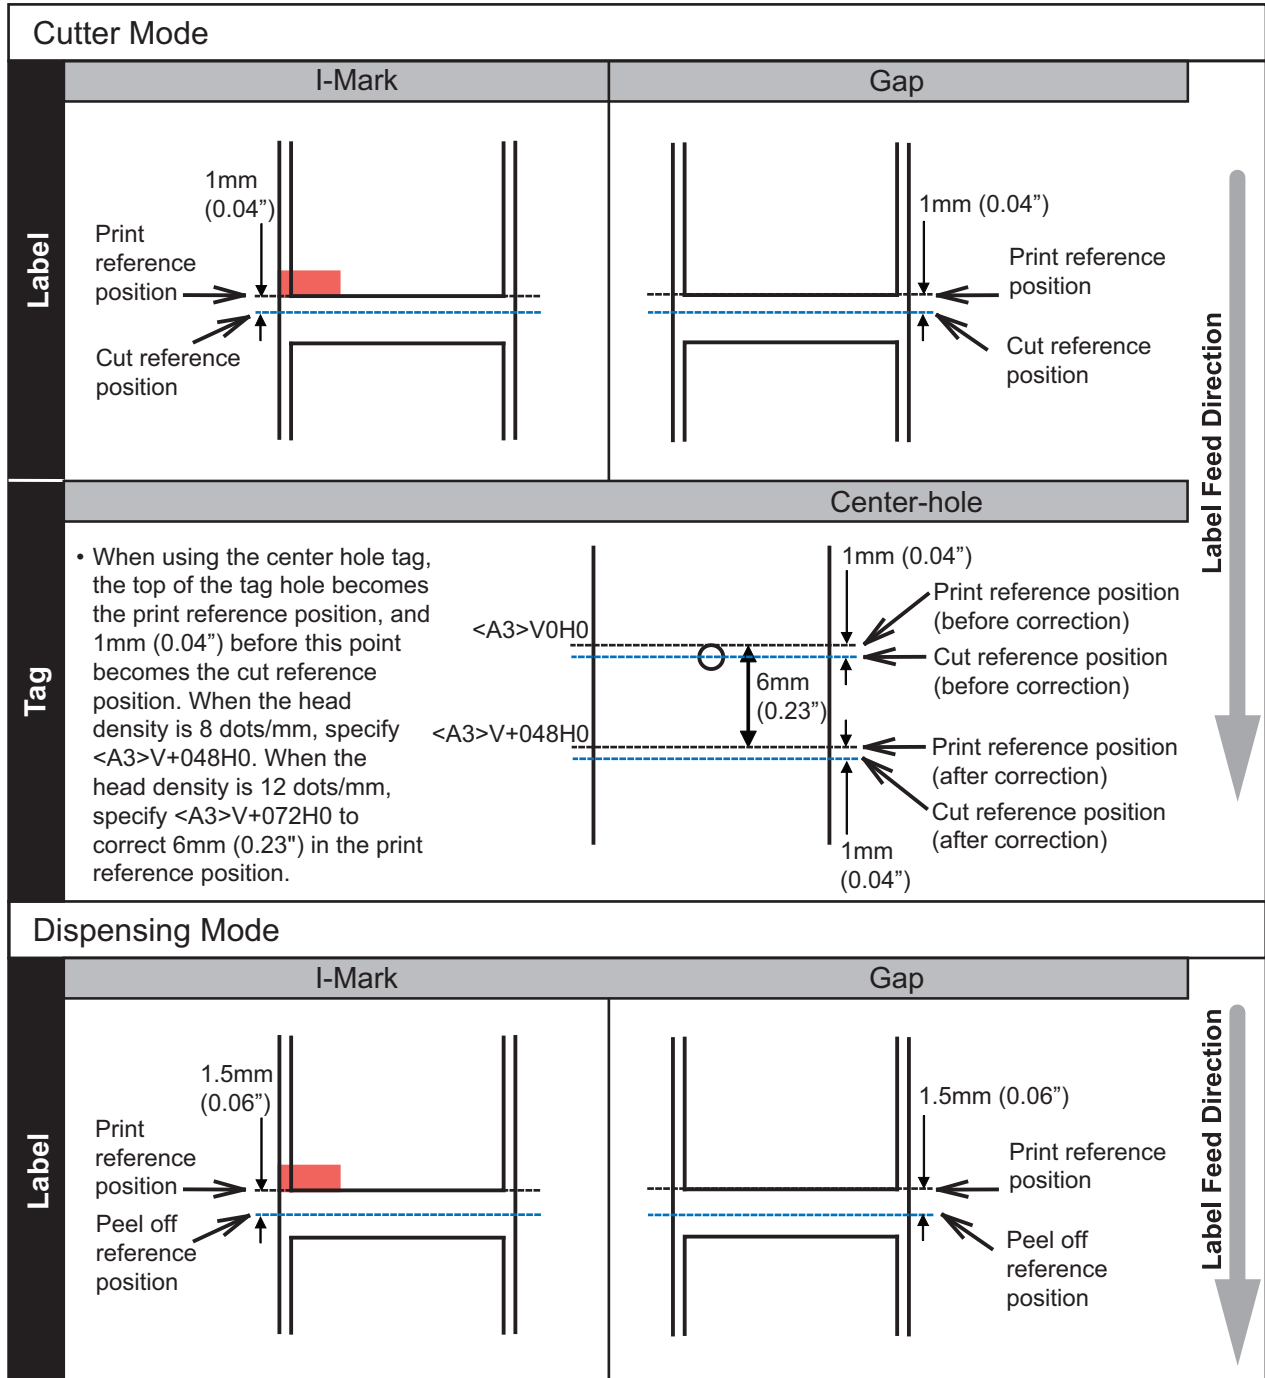 Cutter Mode
Label
I-Mark
Gap
1mm
(0.04”)
Print
reference
position
Cut reference
position
1mm (0.04”)
Print reference
position
Cut reference
position
Label Feed Direction
Tag
Center-hole
• When using the center hole tag,
the top of the tag hole becomes
the print reference position, and
1mm (0.04”) before this point
becomes the cut reference
position. When the head
density is 8 dots/mm, specify
<A3>V+048H0. When the
head density is 12 dots/mm,
specify <A3>V+072H0 to
correct 6mm (0.23") in the print
reference position.
<A3>V0H0
<A3>V+048H0
1mm (0.04”)
6mm
(0.23”)
1mm
(0.04”)
Print reference position
(before correction)
Cut reference position
(before correction)
Print reference position
(after correction)
Cut reference position
(after correction)
Dispensing Mode
Label
I-Mark
Gap
1.5mm
(0.06”)
Print
reference
position
Peel off
reference
position
1.5mm (0.06”)
Print reference
position
Peel off
reference
position
Label Feed Direction